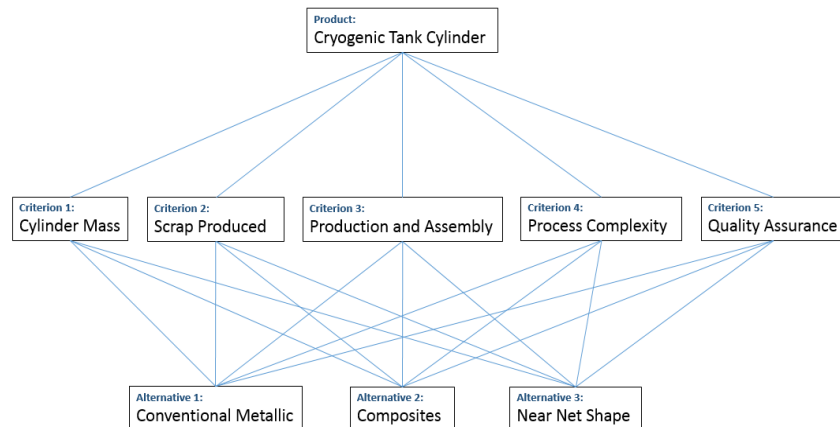 Product:
Cryogenic Tank Cylinder
Criterion 1:
Cylinder Mass
Criterion 2:
Scrap Produced
Criterion 3:
Production and Assembly
Criterion 4:
Process Complexity
Criterion 5:
Quality Assurance
Alternative 1:
Conventional Metallic
Alternative 2:
Composites
Alternative 3:
Near Net Shape